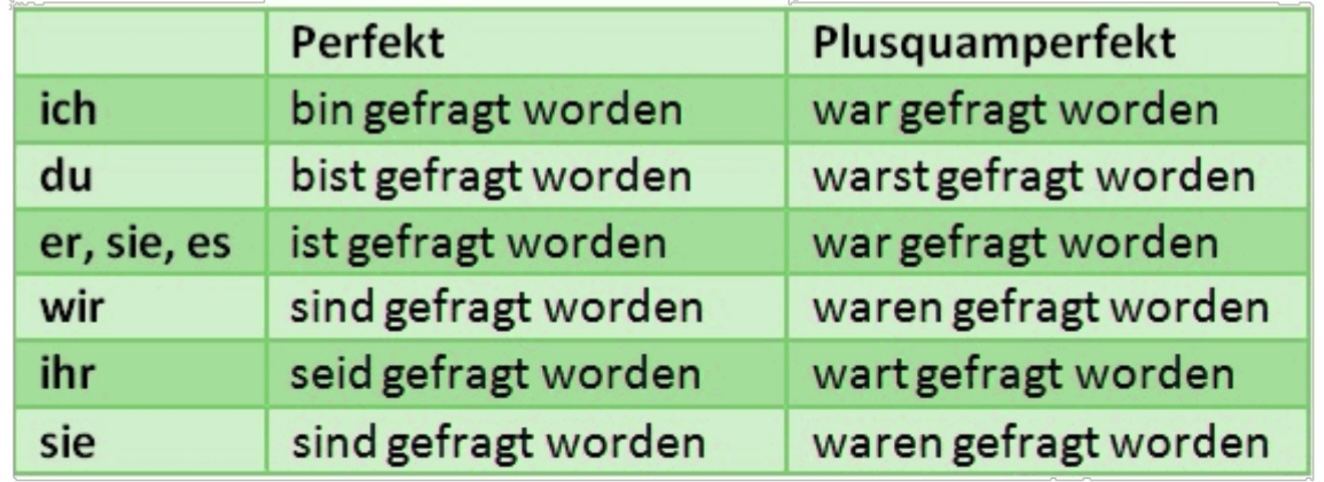 Perfekt Plusquamperfekt
ich bin gefragt worden war gefragt worden
du bist gefragt worden warst gefragt worden
er, sie, es ist gefragt worden war gefragt worden
wir sind gefragt worden waren gefragt worden
ihr seid gefragt worden wart gefragt worden
sie sind gefragt worden waren gefragt worden